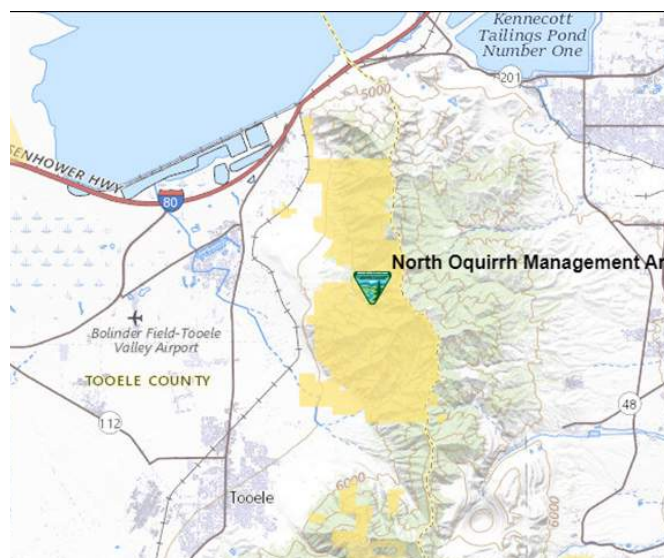 Kennecott
Tailings Pond
Number One
201
5000
SENHOWER HWY
80
North Oquirrh Management Ar
Bolinder Field-Tooele
Valley Airport
TOOELE COUNTY
48
112
6000
Tooele
6000